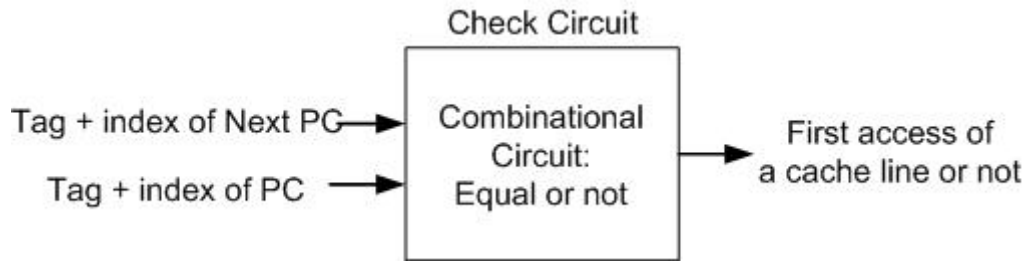 Check Circuit
Tag + index of Next PC
Tag + index of PC
Combinational
Circuit:
Equal or not
First access of
a cache line or not